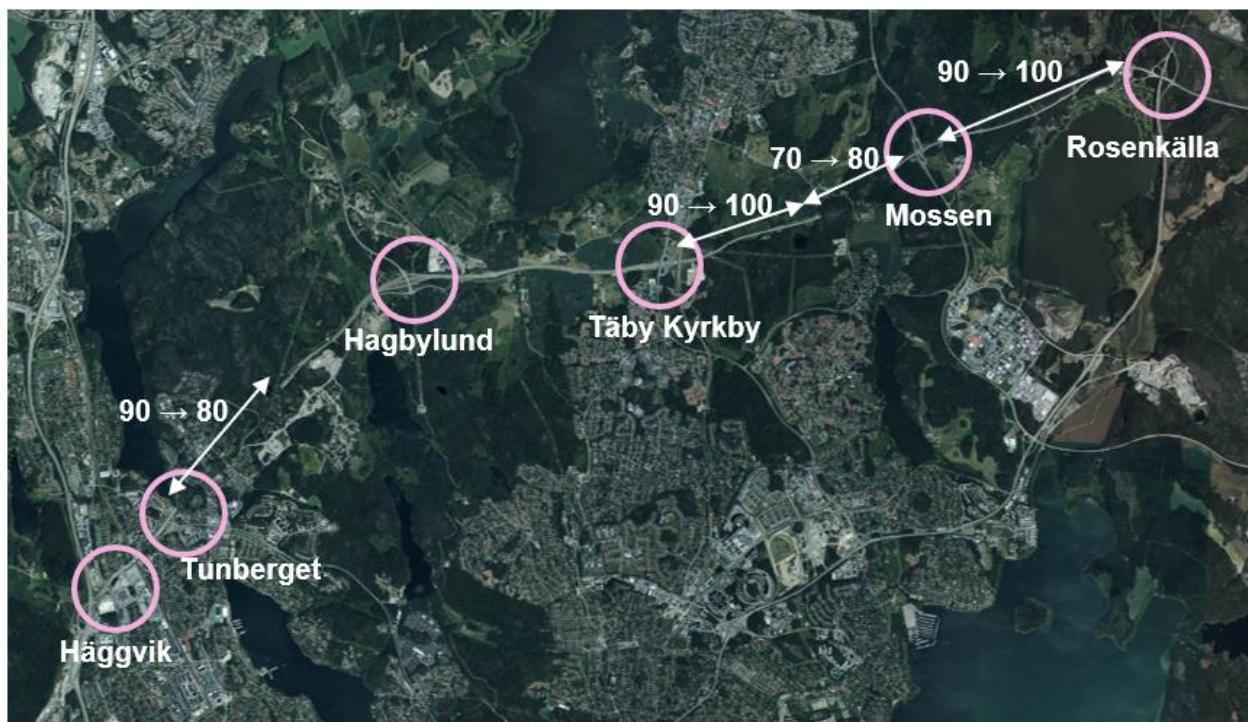 90 → 100
Rosenkälla
70 → 80
Mossen
90 → 100
Hagbylund
Täby Kyrkby
90 → 80
Tunberget
Häggvik